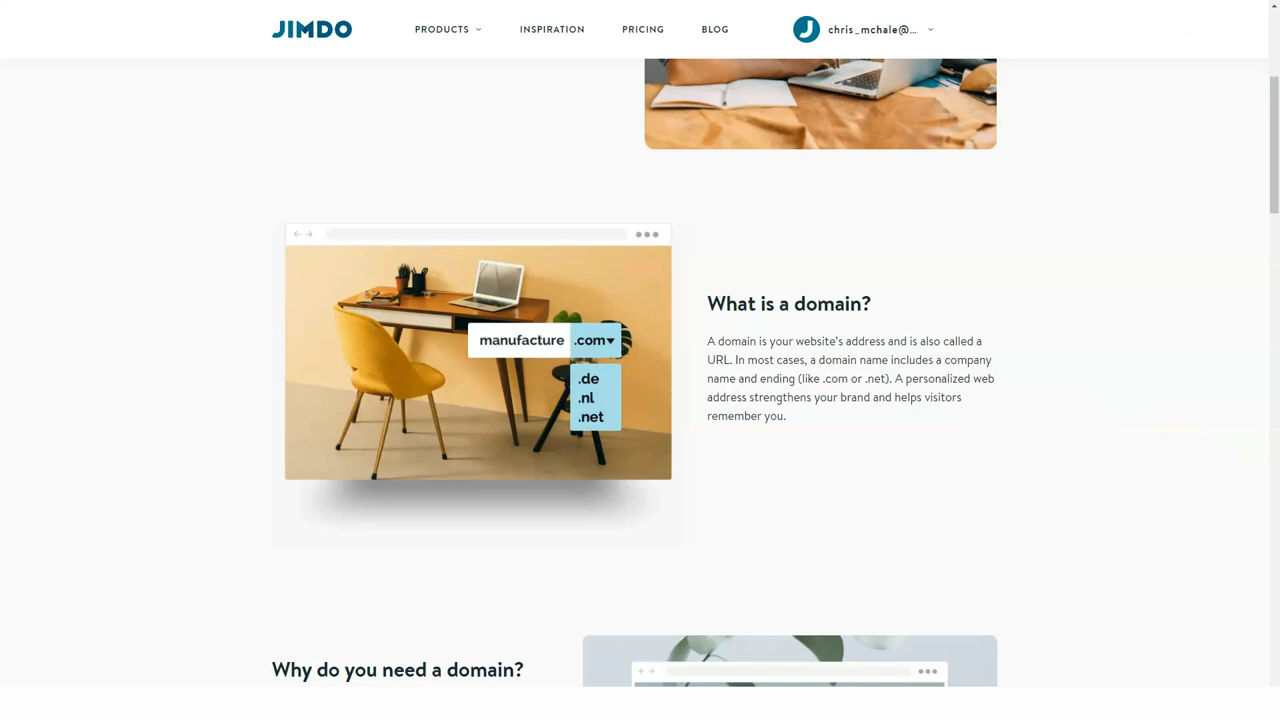 JIMDO PRODUCTS INSPIRATION PRICING BLOG chris_mchale@...
manufacture .com
.de
.nl
.net
What is a domain?
A domain is your website's address and is also called a
URL. In most cases, a domain name includes a company
name and ending (like .com or .net). A personalized web
address strengthens your brand and helps visitors
remember you.
Why do you need a domain?